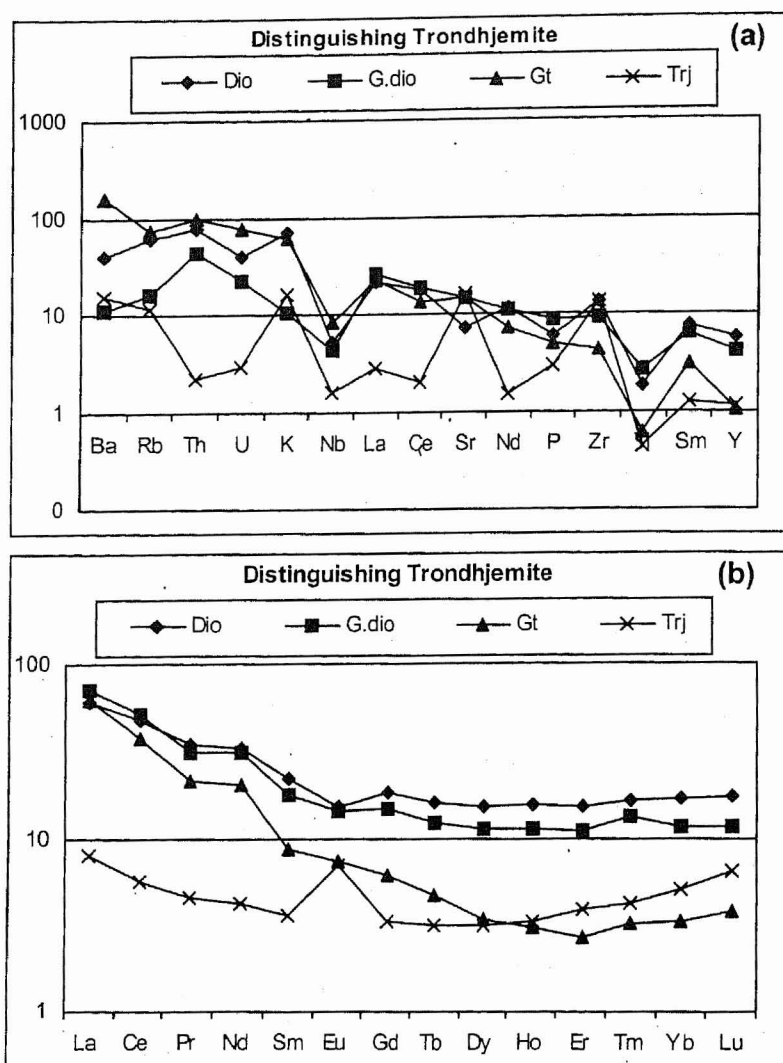 Distinguishing Trondhjemite (a)
Dio G.dio Gt Trj
1000
100
10
1
Ba Rb Th U K Nb La Ce Sr Nd P Zr Sm Y
0
Distinguishing Trondhjemite (b)
Dio G.dio Gt Trj
100
10
1
La Ce Pr Nd Sm Eu Gd Tb Dy Ho Er Tm Yb Lu